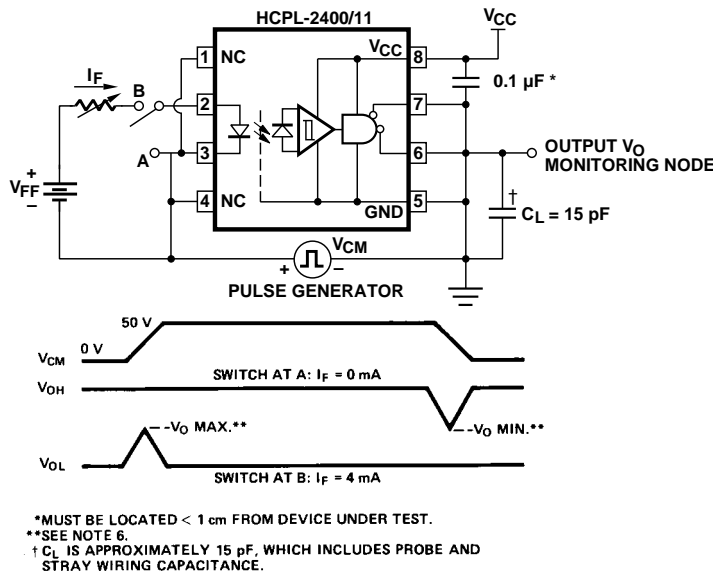 HCPL-2400/11
VCC
1 NC VCC 8
IF
B
0.1 µF *
2 7
A
3 6
OUTPUT VO
MONITORING NODE
+
VFF
–
4 NC GND 5
†
CL = 15 pF
VCM
+ –
PULSE GENERATOR
50 V
VCM 0 V
SWITCH AT A: IF = 0 mA
VOH
VO MAX.** VO MIN.**
VOL
SWITCH AT B: IF = 4 mA
*MUST BE LOCATED < 1 cm FROM DEVICE UNDER TEST.
**SEE NOTE 6.
† CL IS APPROXIMATELY 15 pF, WHICH INCLUDES PROBE AND
STRAY WIRING CAPACITANCE.